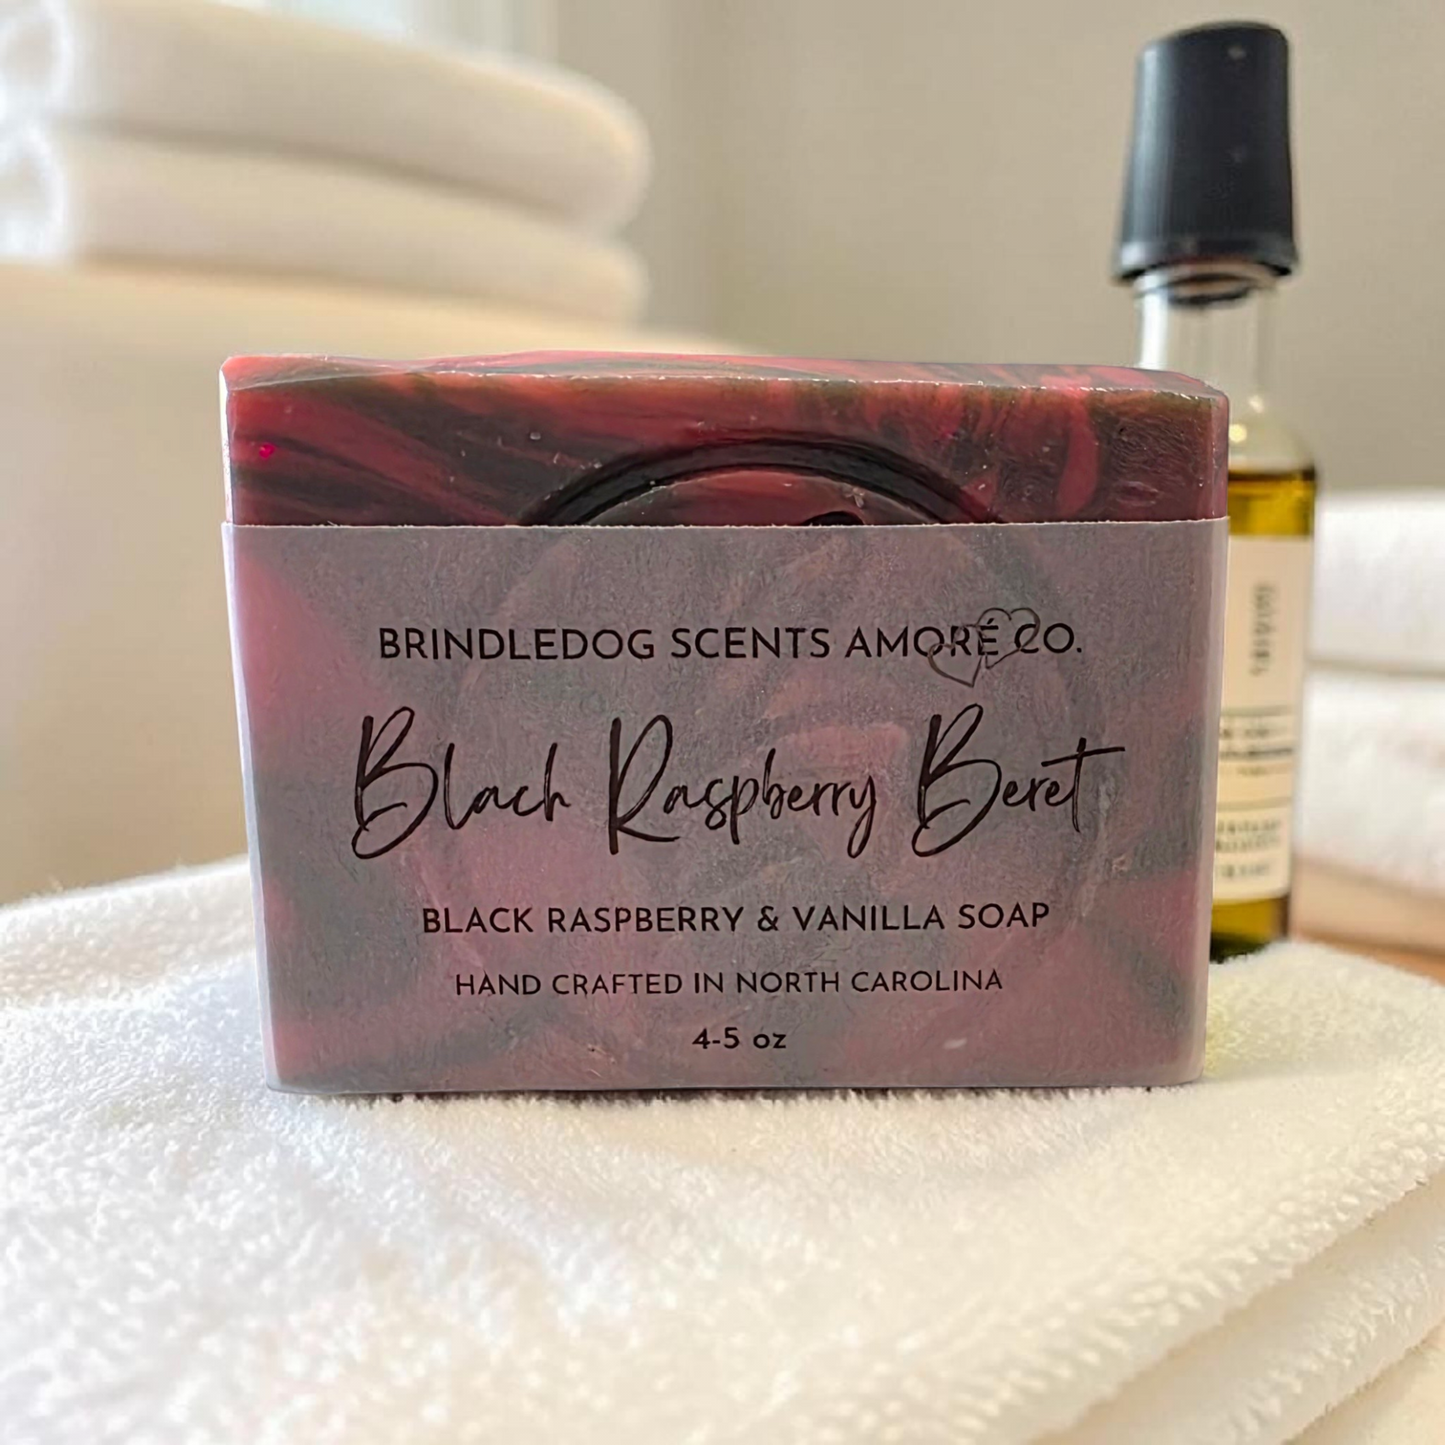 BRINDLEDOG SCENTS AMORÉ CO.
Black Raspberry Beret
BLACK RASPBERRY & VANILLA SOAP
HAND CRAFTED IN NORTH CAROLINA
4-5 oz